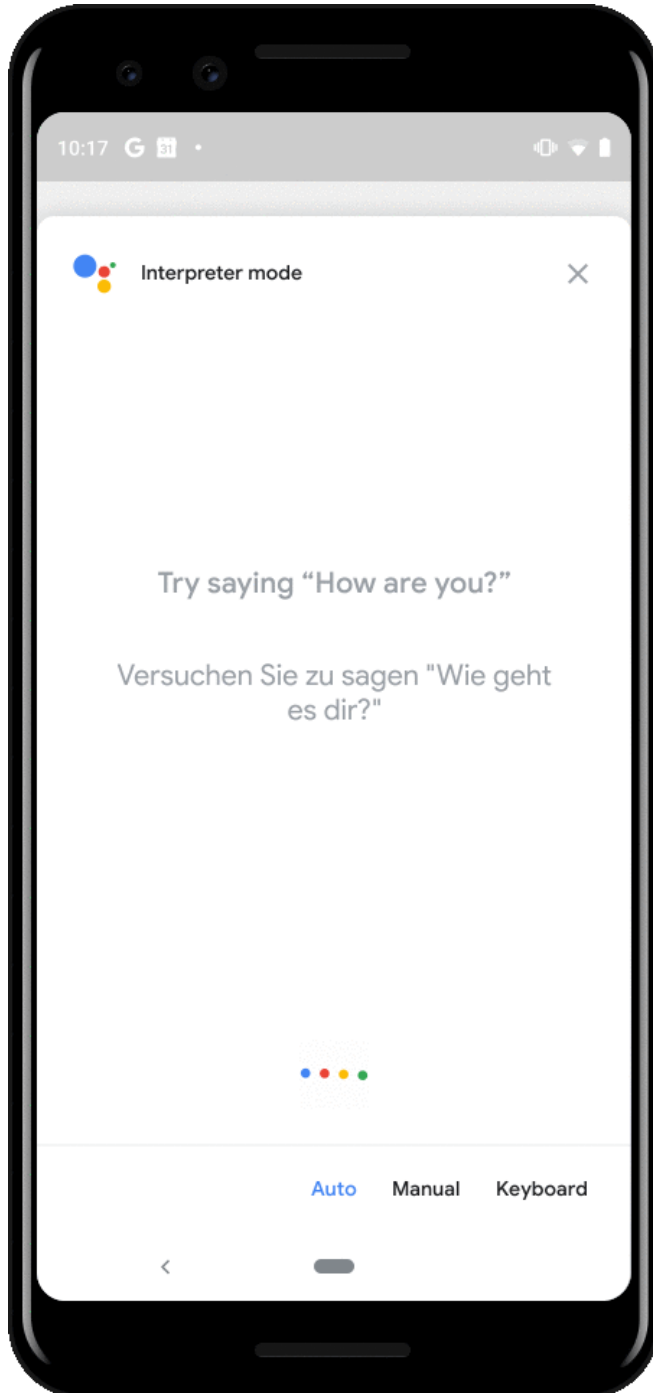 10:17 G 31
Interpreter mode
Try saying “How are you?”
Versuchen Sie zu sagen "Wie geht
es dir?"
Auto Manual Keyboard